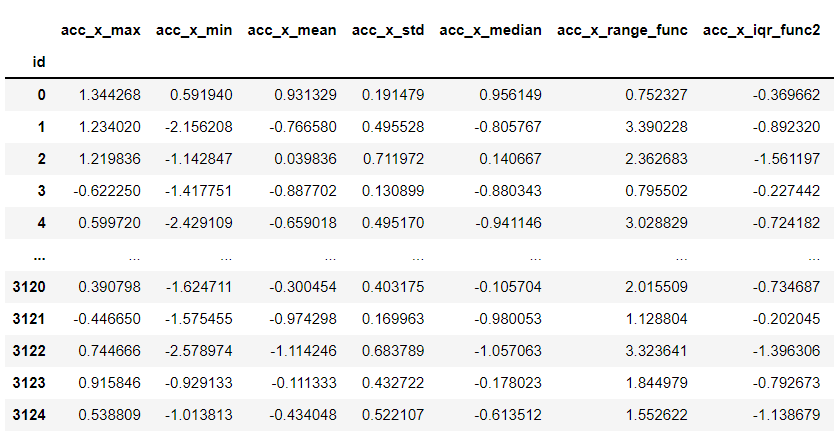 acc_x_max acc_x_min acc_x_mean acc_x_std acc_x_median acc_x_range_func acc_x_iqr_func2
id
0 1.344268 0.591940 0.931329 0.191479 0.956149 0.752327 -0.369662
1 1.234020 -2.156208 -0.766580 0.495528 -0.805767 3.390228 -0.892320
2 1.219836 -1.142847 0.039836 0.711972 0.140667 2.362683 -1.561197
3 -0.622250 -1.417751 -0.887702 0.130899 -0.880343 0.795502 -0.227442
4 0.599720 -2.429109 -0.659018 0.495170 -0.941146 3.028829 -0.724182
... ... ... ... ... ... ... ...
3120 0.390798 -1.624711 -0.300454 0.403175 -0.105704 2.015509 -0.734687
3121 -0.446650 -1.575455 -0.974298 0.169963 -0.980053 1.128804 -0.202045
3122 0.744666 -2.578974 -1.114246 0.683789 -1.057063 3.323641 -1.396306
3123 0.915846 -0.929133 -0.111333 0.432722 -0.178023 1.844979 -0.792673
3124 0.538809 -1.013813 -0.434048 0.522107 -0.613512 1.552622 -1.138679